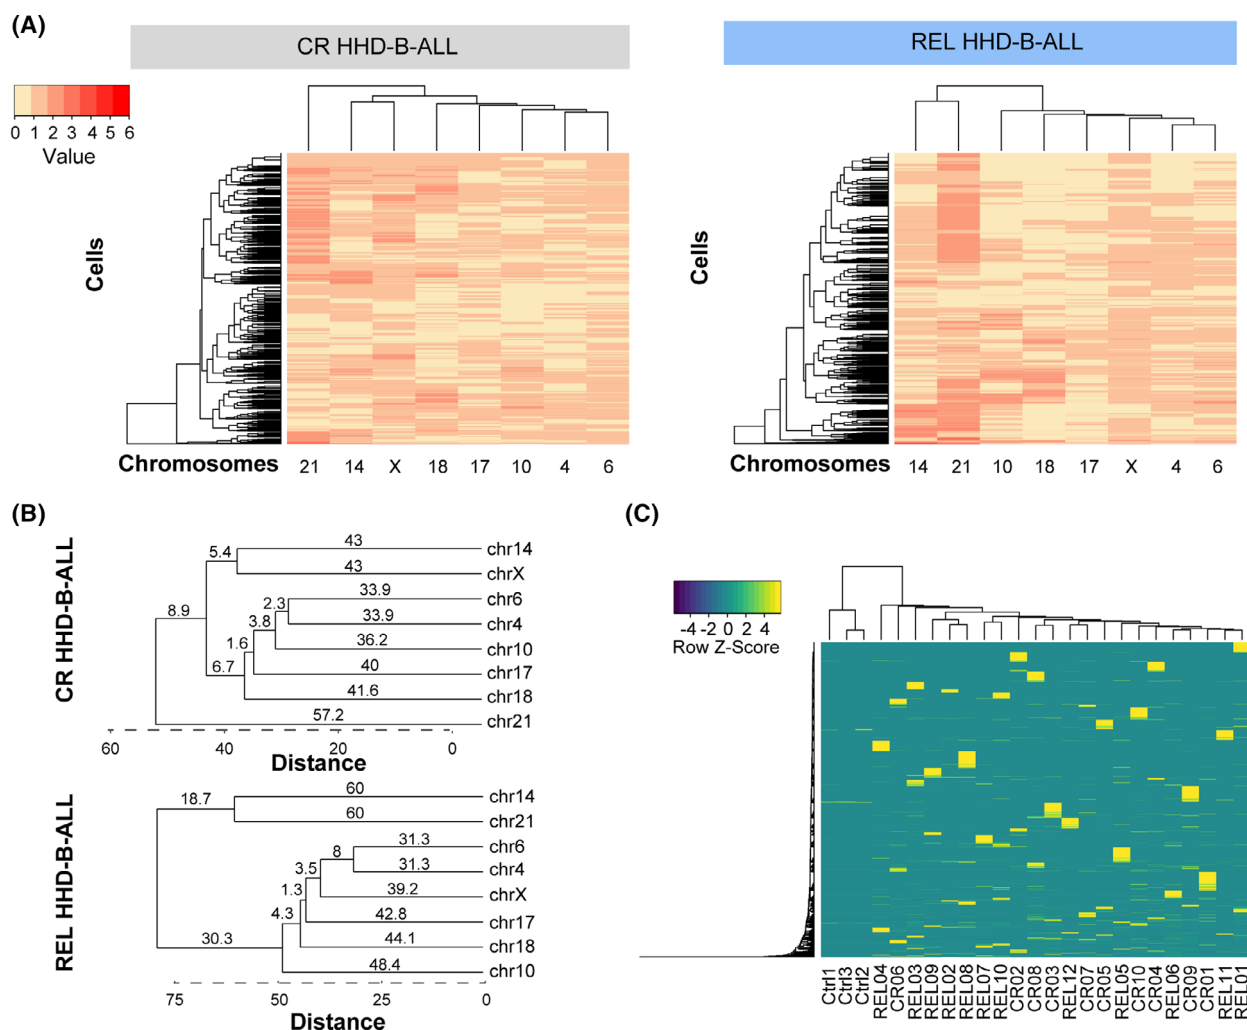 (A)
CR HHD-B-ALL
REL HHD-B-ALL
0 1 2 3 4 5 6
Value
Cells
Cells
Chromosomes 21 14 X 18 17 10 4 6
Chromosomes 14 21 10 18 17 X 4 6
(B)
CR HHD-B-ALL
43
chr14
5.4
43
chrX
8.9
33.9
chr6
2.3
33.9
chr4
3.8
36.2
chr10
1.6
40
chr17
6.7
41.6
chr18
57.2
chr21
60 40 20 0
Distance
REL HHD-B-ALL
60
chr14
18.7
60
chr21
31.3
chr6
8
31.3
chr4
3.5
39.2
chrX
1.3
42.8
chr17
4.3
44.1
chr18
30.3
48.4
chr10
75 50 25 0
Distance
(C)
-4 -2 0 2 4
Row Z-Score
Ctrl1
Ctrl3
Ctrl2
REL04
CR06
REL03
REL09
REL02
REL08
REL07
REL10
CR02
CR08
CR03
REL12
CR07
CR05
REL05
CR10
CR04
REL06
CR09
CR01
REL11
REL01